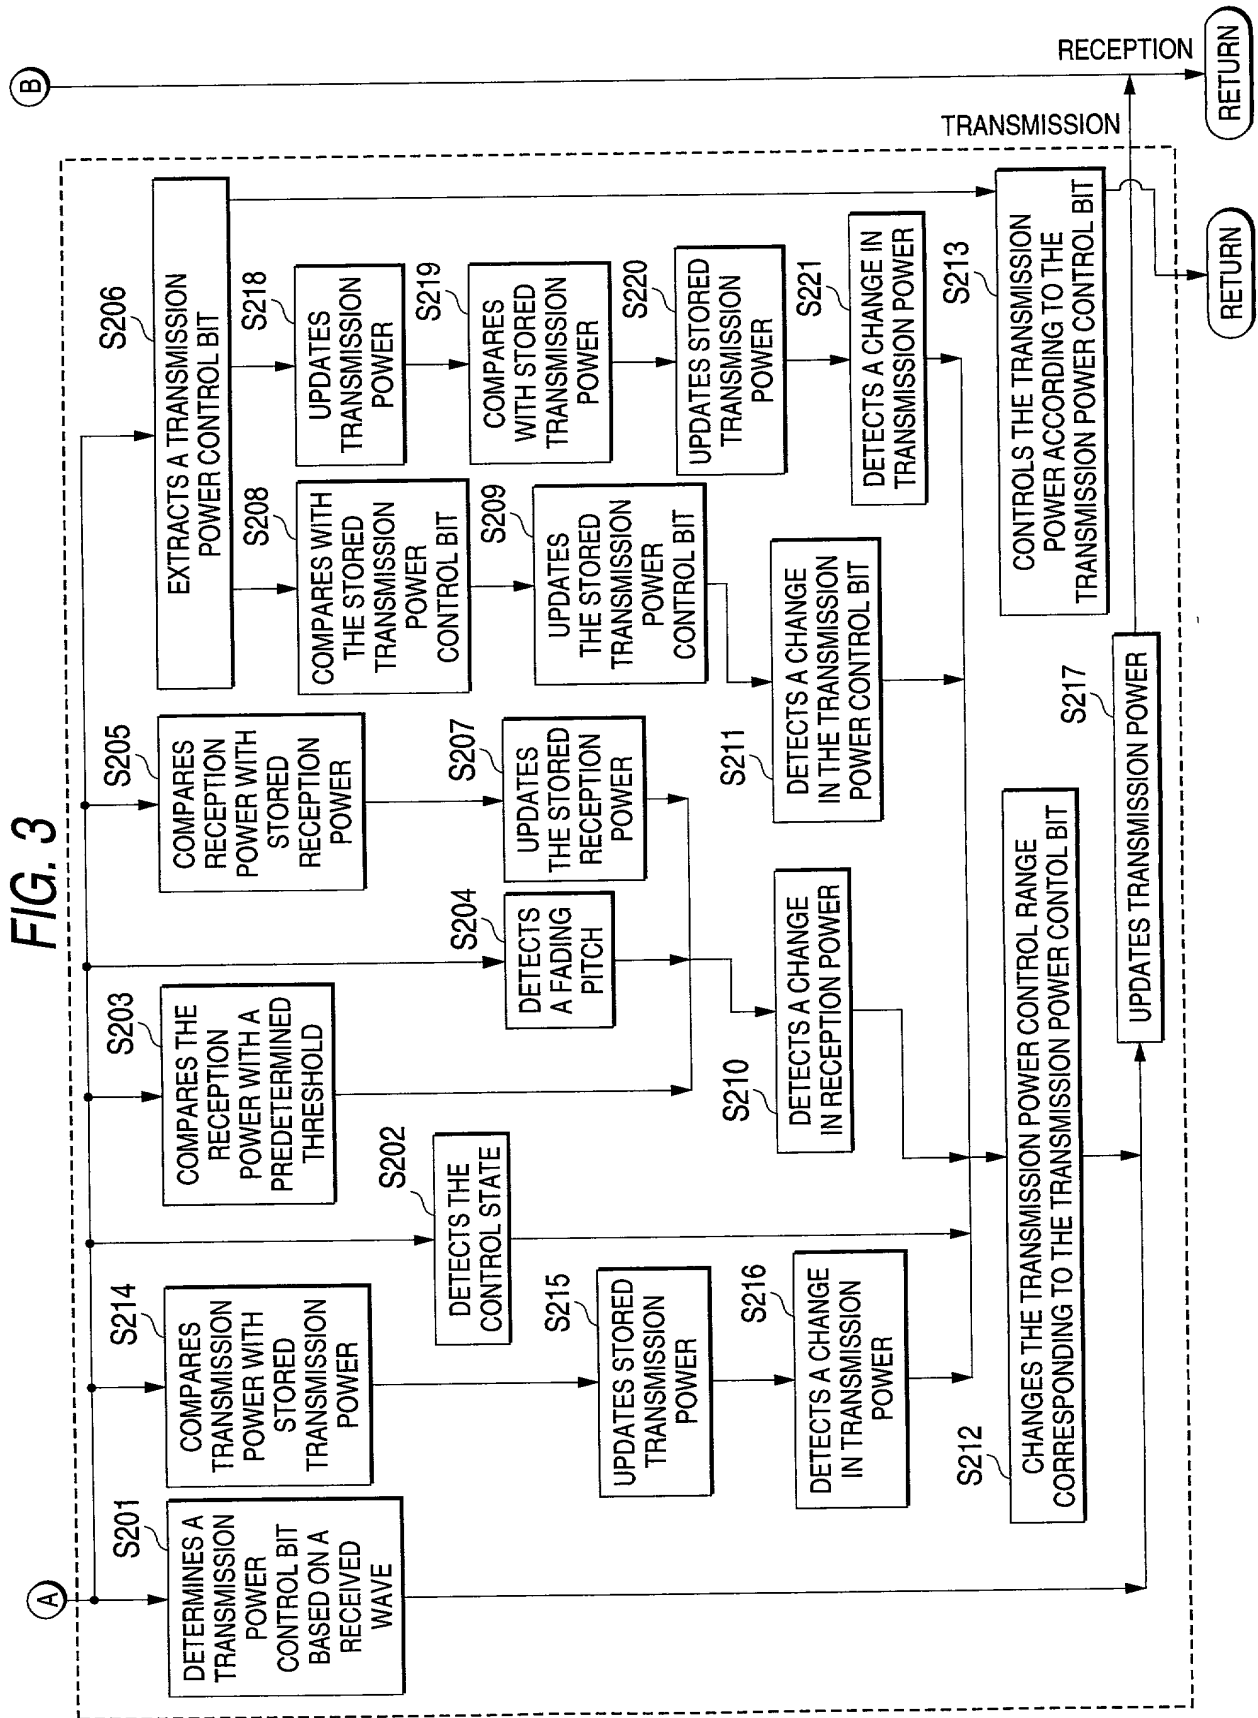 FIG. 3
A
B
S201
DETERMINES A
TRANSMISSION
POWER
CONTROL BIT
BASED ON A
RECEIVED
WAVE
S214
COMPARES
TRANSMISSION
POWER WITH
STORED
TRANSMISSION
POWER
S202
DETECTS THE
CONTROL STATE
S203
COMPARES THE
RECEPTION
POWER WITH A
PREDETERMINED
THRESHOLD
S204
DETECTS
A FADING
PITCH
S205
COMPARES
RECEPTION
POWER WITH
STORED
RECEPTION
POWER
S206
EXTRACTS A TRANSMISSION
POWER CONTROL BIT
S207
UPDATES
THE STORED
RECEPTION
POWER
S208
COMPARES WITH
THE STORED
TRANSMISSION
POWER
CONTROL BIT
S218
UPDATES
TRANSMISSION
POWER
S209
UPDATES
THE STORED
TRANSMISSION
POWER
CONTROL BIT
S219
COMPARES
WITH STORED
TRANSMISSION
POWER
S215
UPDATES STORED
TRANSMISSION
POWER
S220
UPDATES STORED
TRANSMISSION
POWER
S216
DETECTS A CHANGE
IN TRANSMISSION
POWER
S210
DETECTS A CHANGE
IN RECEPTION POWER
S211
DETECTS A CHANGE
IN THE TRANSMISSION
POWER CONTROL BIT
S221
DETECTS A CHANGE IN
TRANSMISSION POWER
S212
CHANGES THE TRANSMISSION POWER CONTROL RANGE
CORRESPONDING TO THE TRANSMISSION POWER CONTOL BIT
S213
CONTROLS THE TRANSMISSION
POWER ACCORDING TO THE
TRANSMISSION POWER CONTROL BIT
S217
UPDATES TRANSMISSION POWER
TRANSMISSION
RECEPTION
RETURN
RETURN